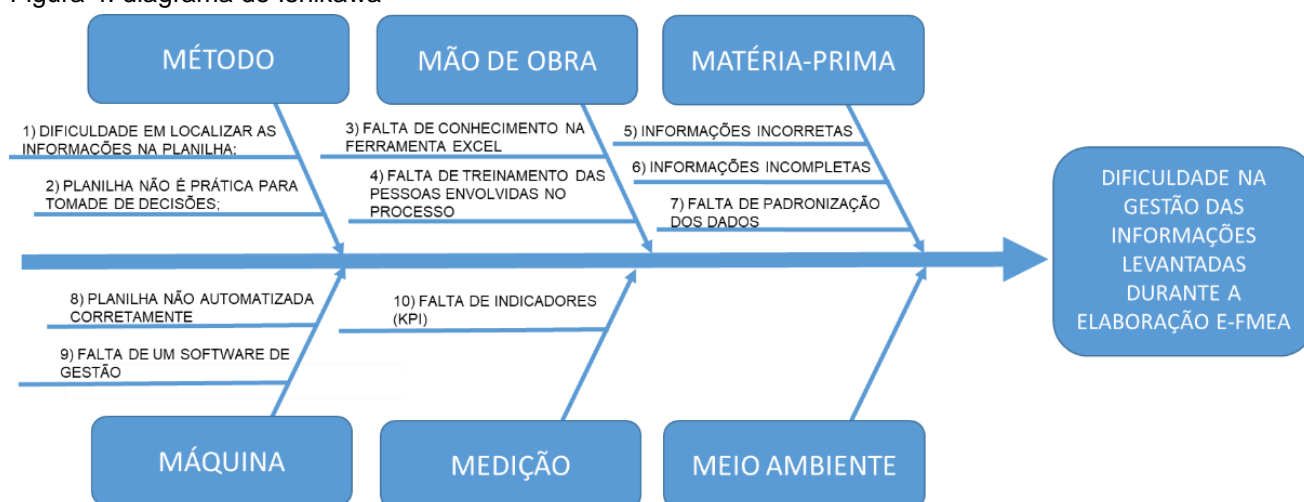 Figura 4: diagrama de Ishikawa
MÉTODO
MÃO DE OBRA
MATÉRIA-PRIMA
1) DIFICULDADE EM LOCALIZAR AS
INFORMAÇÕES NA PLANILHA;
2) PLANILHA NÃO É PRÁTICA PARA
TOMADE DE DECISÕES;
3) FALTA DE CONHECIMENTO NA
FERRAMENTA EXCEL
4) FALTA DE TREINAMENTO DAS
PESSOAS ENVOLVIDAS NO
PROCESSO
5) INFORMAÇÕES INCORRETAS
6) INFORMAÇÕES INCOMPLETAS
7) FALTA DE PADRONIZAÇÃO
DOS DADOS
DIFICULDADE NA
GESTÃO DAS
INFORMAÇÕES
LEVANTADAS
DURANTE A
ELABORAÇÃO E-FMEA
8) PLANILHA NÃO AUTOMATIZADA
CORRETAMENTE
9) FALTA DE UM SOFTWARE DE
GESTÃO
10) FALTA DE INDICADORES
(KPI)
MÁQUINA
MEDIÇÃO
MEIO AMBIENTE